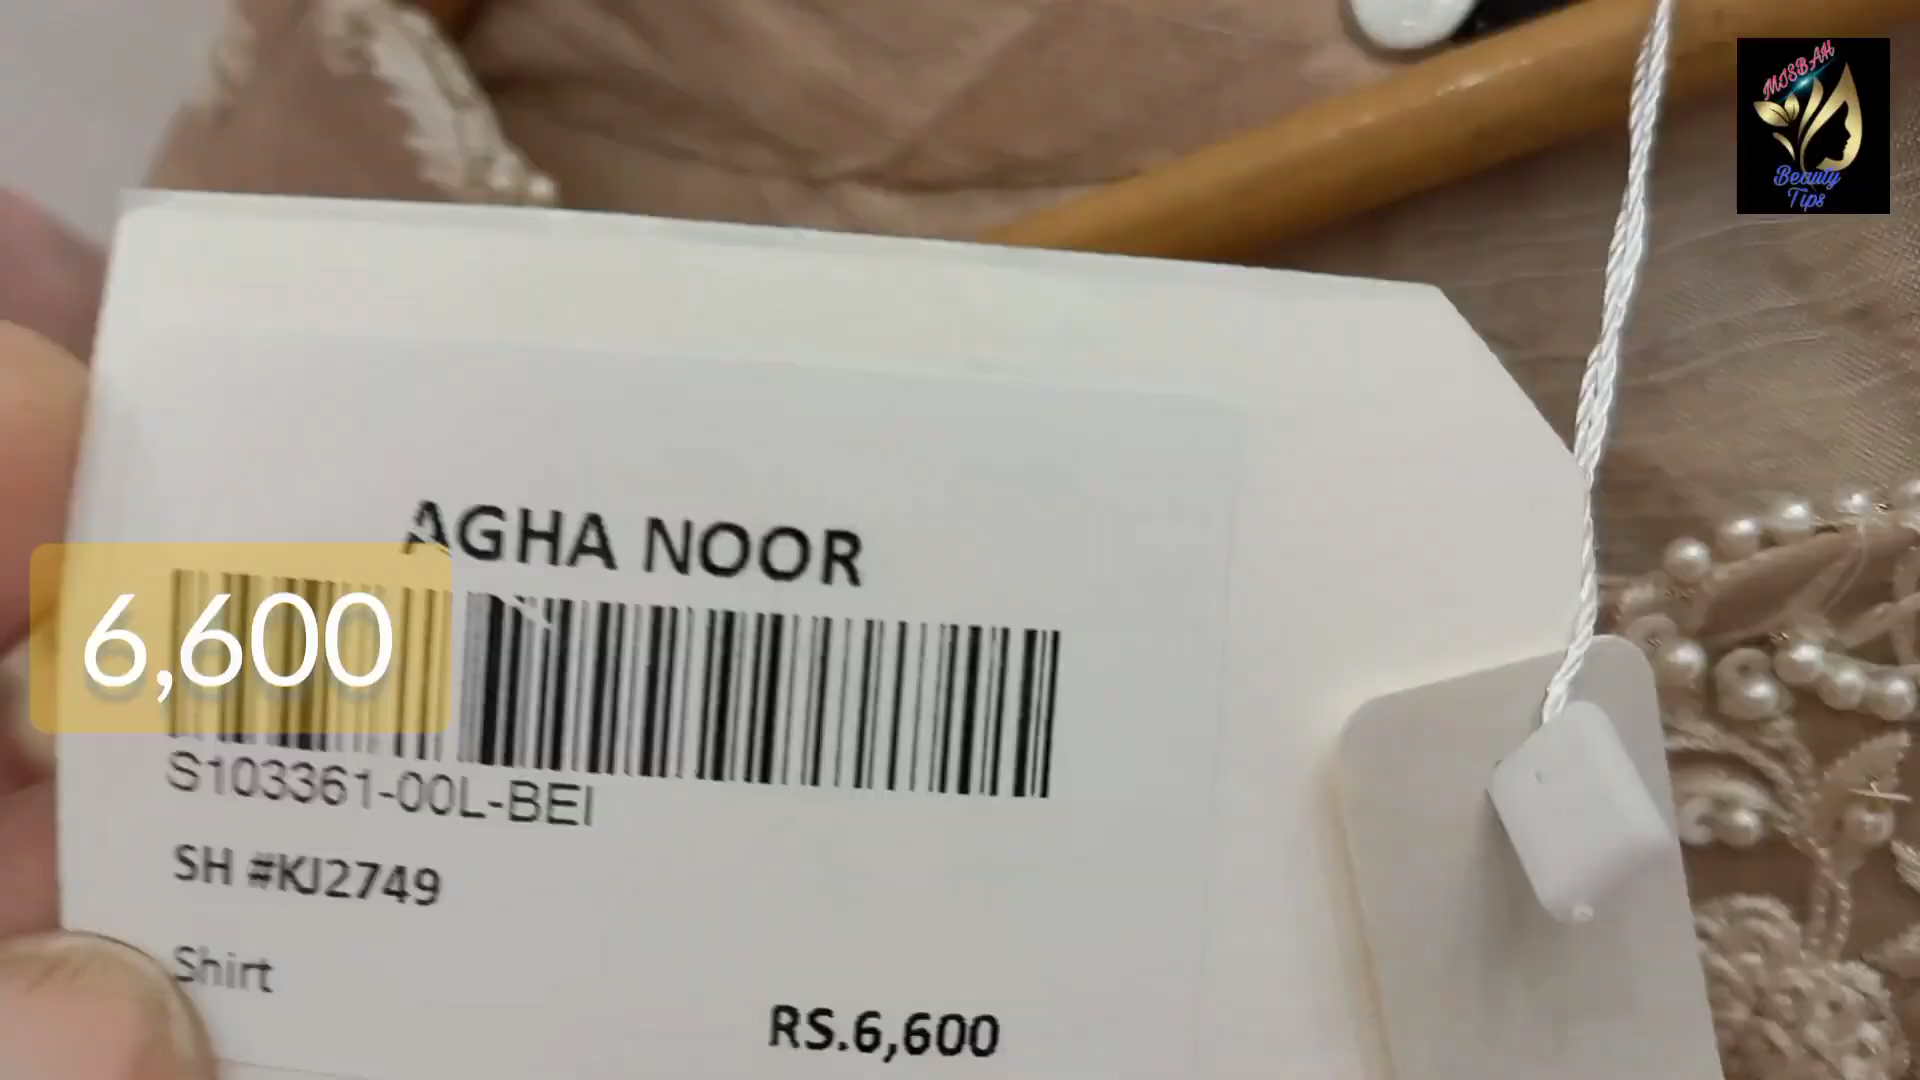 MISBAH
Beauty
Tips
AGHA NOOR
6,600
S103361-00L-BEI
SH #KJ2749
Shirt
RS.6,600